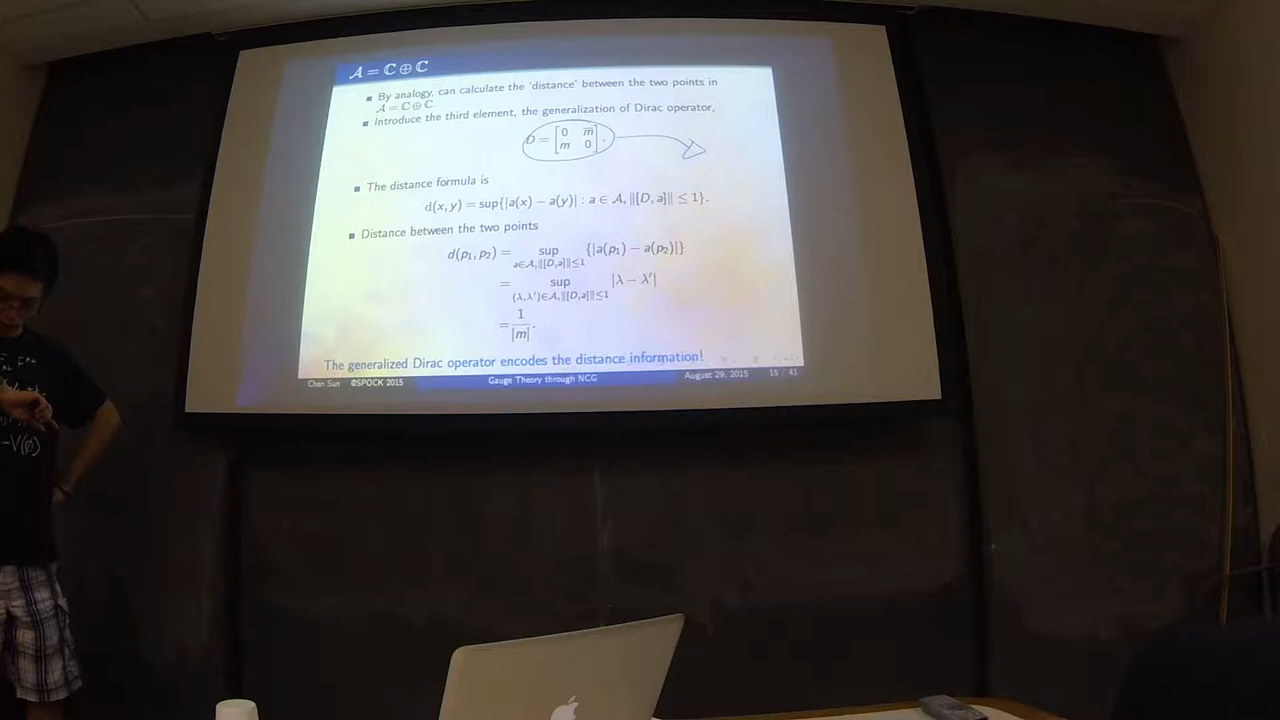 𝒜 = ℂ ⊕ ℂ
■ By analogy, can calculate the 'distance' between the two points in
𝒜 = ℂ ⊕ ℂ.
■ Introduce the third element, the generalization of Dirac operator,
D = [0 m̅; m 0].
■ The distance formula is
d(x, y) = sup{|a(x) − a(y)| : a ∈ 𝒜, ‖[D, a]‖ ≤ 1}.
■ Distance between the two points
d(p₁, p₂) = sup_{a∈𝒜,‖[D,a]‖≤1} {|a(p₁) − a(p₂)|}
= sup_{(λ,λ′)∈𝒜,‖[D,a]‖≤1} |λ − λ′|
= 1/|m|.
The generalized Dirac operator encodes the distance information!
Chen Sun @SPOCK 2015 Gauge Theory through NCG August 29, 2015 15 / 41
−V(ϕ)